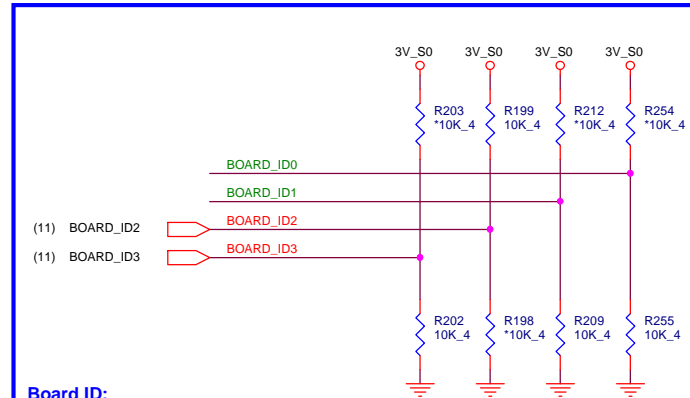 3V_S0 3V_S0 3V_S0 3V_S0
R203 R199 R212 R254
*10K_4 10K_4 *10K_4 *10K_4
BOARD_ID0
BOARD_ID1
(11) BOARD_ID2 BOARD_ID2
(11) BOARD_ID3 BOARD_ID3
R202 R198 R209 R255
10K_4 *10K_4 10K_4 10K_4
Board ID: